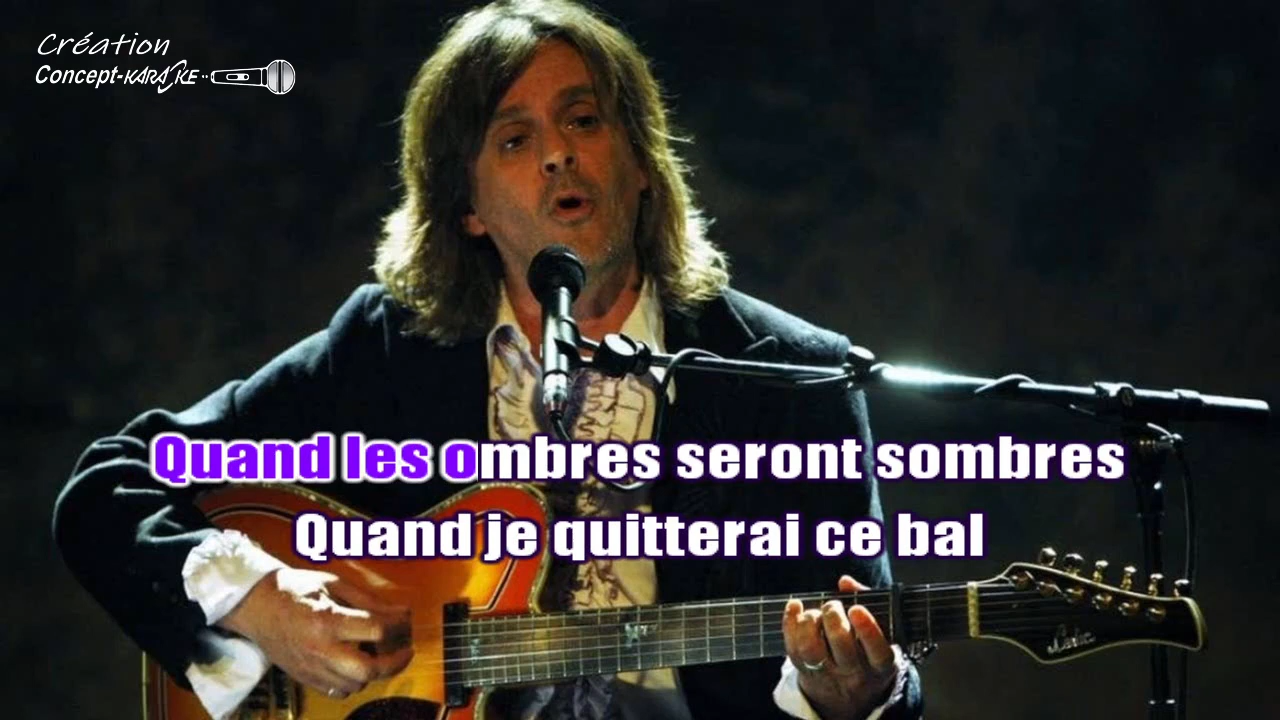 Création
Concept-KARAOKE
Quand les ombres seront sombres
Quand je quitterai ce bal